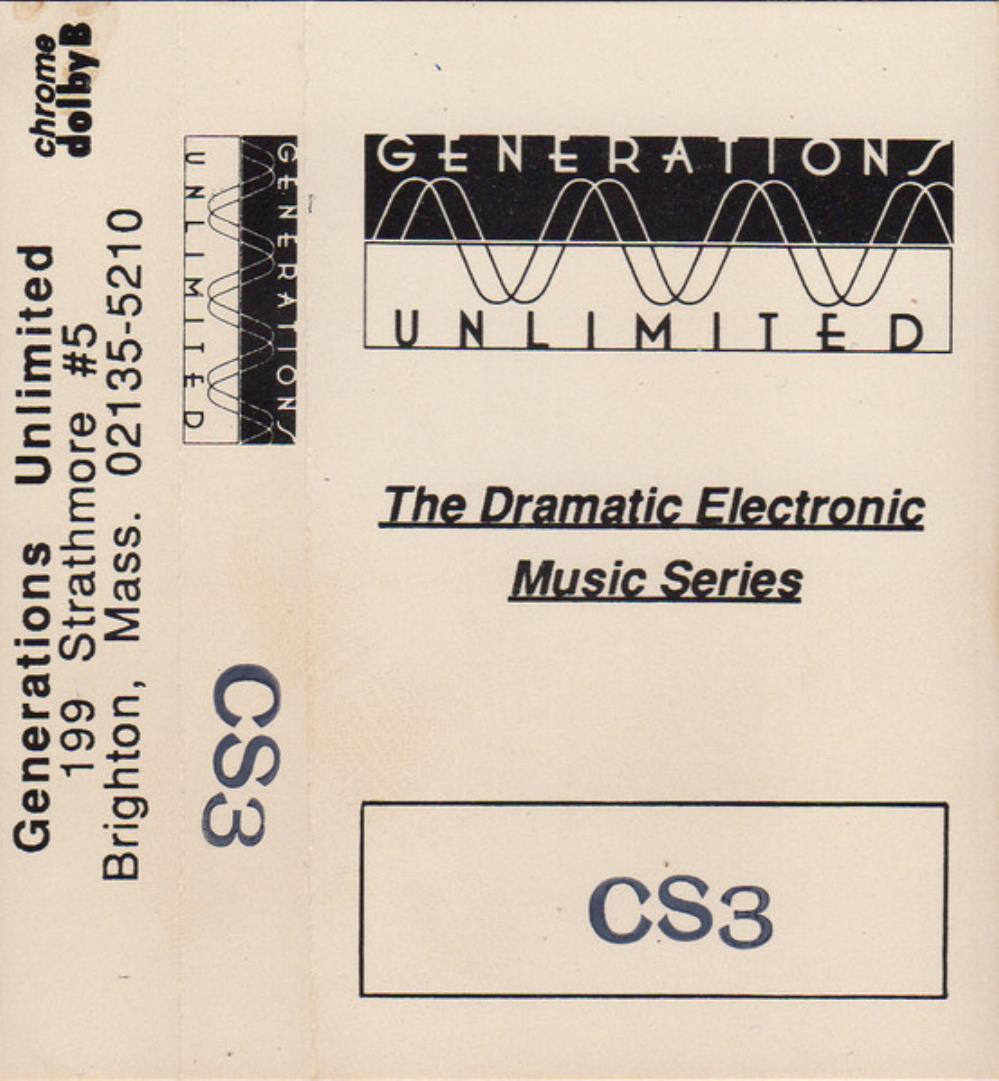 chrome
dolby B
Generations Unlimited
199 Strathmore #5
Brighton, Mass. 02135-5210
GENERATIONS
UNLIMITED
CS3
GENERATIONS
UNLIMITED
The Dramatic Electronic
Music Series
CS3